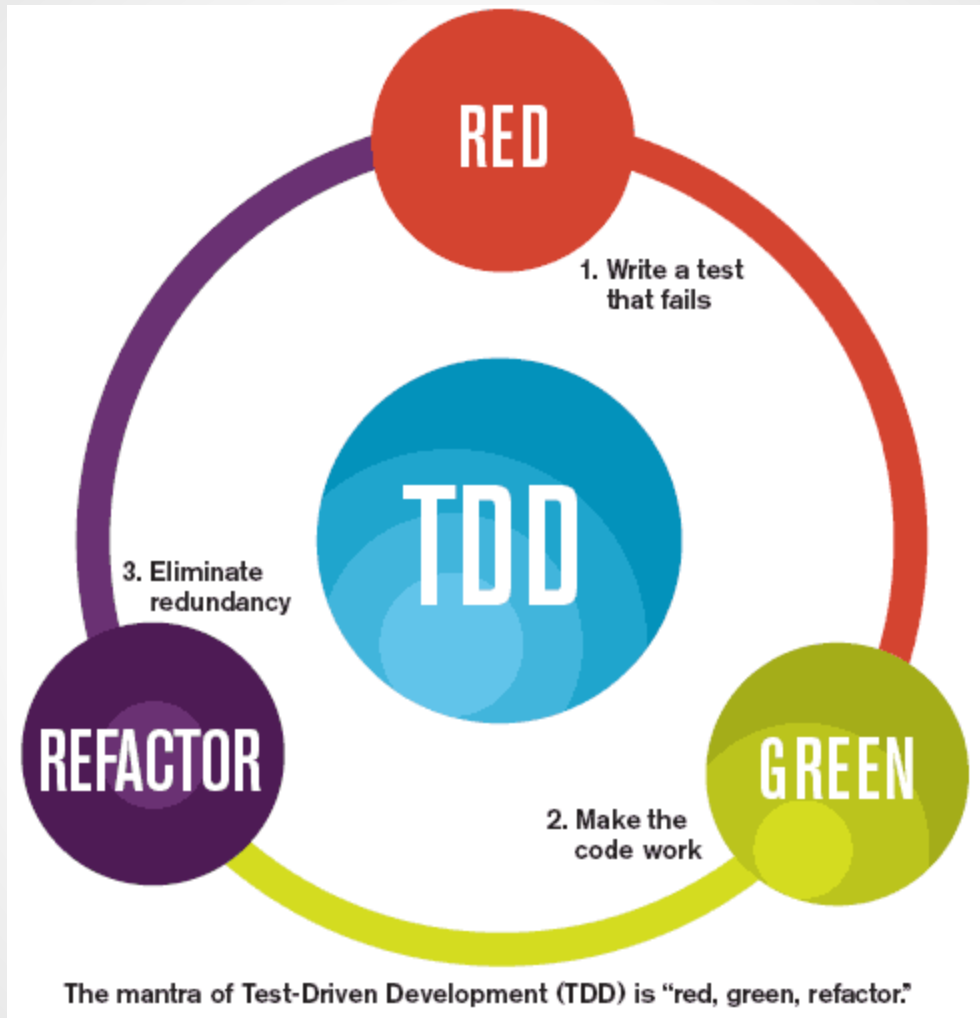 RED
1. Write a test
that fails
TDD
3. Eliminate
redundancy
REFACTOR
GREEN
2. Make the
code work
The mantra of Test-Driven Development (TDD) is “red, green, refactor.”